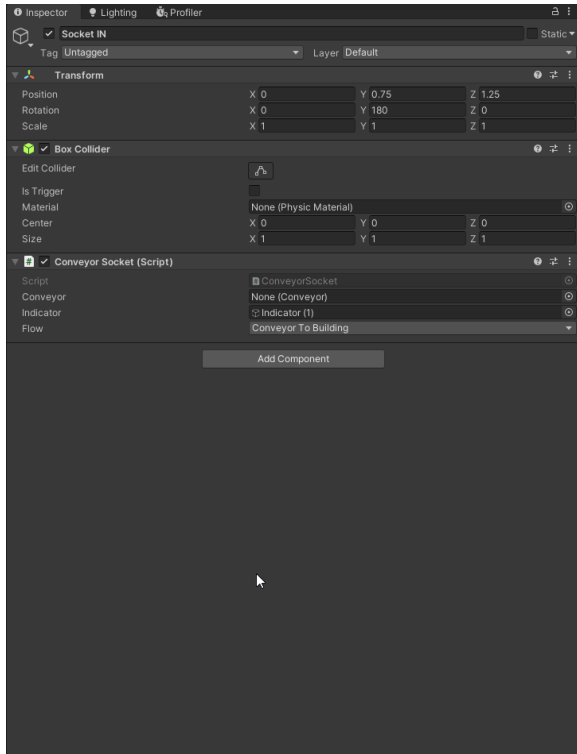 Inspector Lighting Profiler
Socket IN Static
Tag Untagged Layer Default
Transform
Position X 0 Y 0.75 Z 1.25
Rotation X 0 Y 180 Z 0
Scale X 1 Y 1 Z 1
Box Collider
Edit Collider
Is Trigger
Material None (Physic Material)
Center X 0 Y 0 Z 0
Size X 1 Y 1 Z 1
# Conveyor Socket (Script)
Script ConveyorSocket
Conveyor None (Conveyor)
Indicator Indicator (1)
Flow Conveyor To Building
Add Component